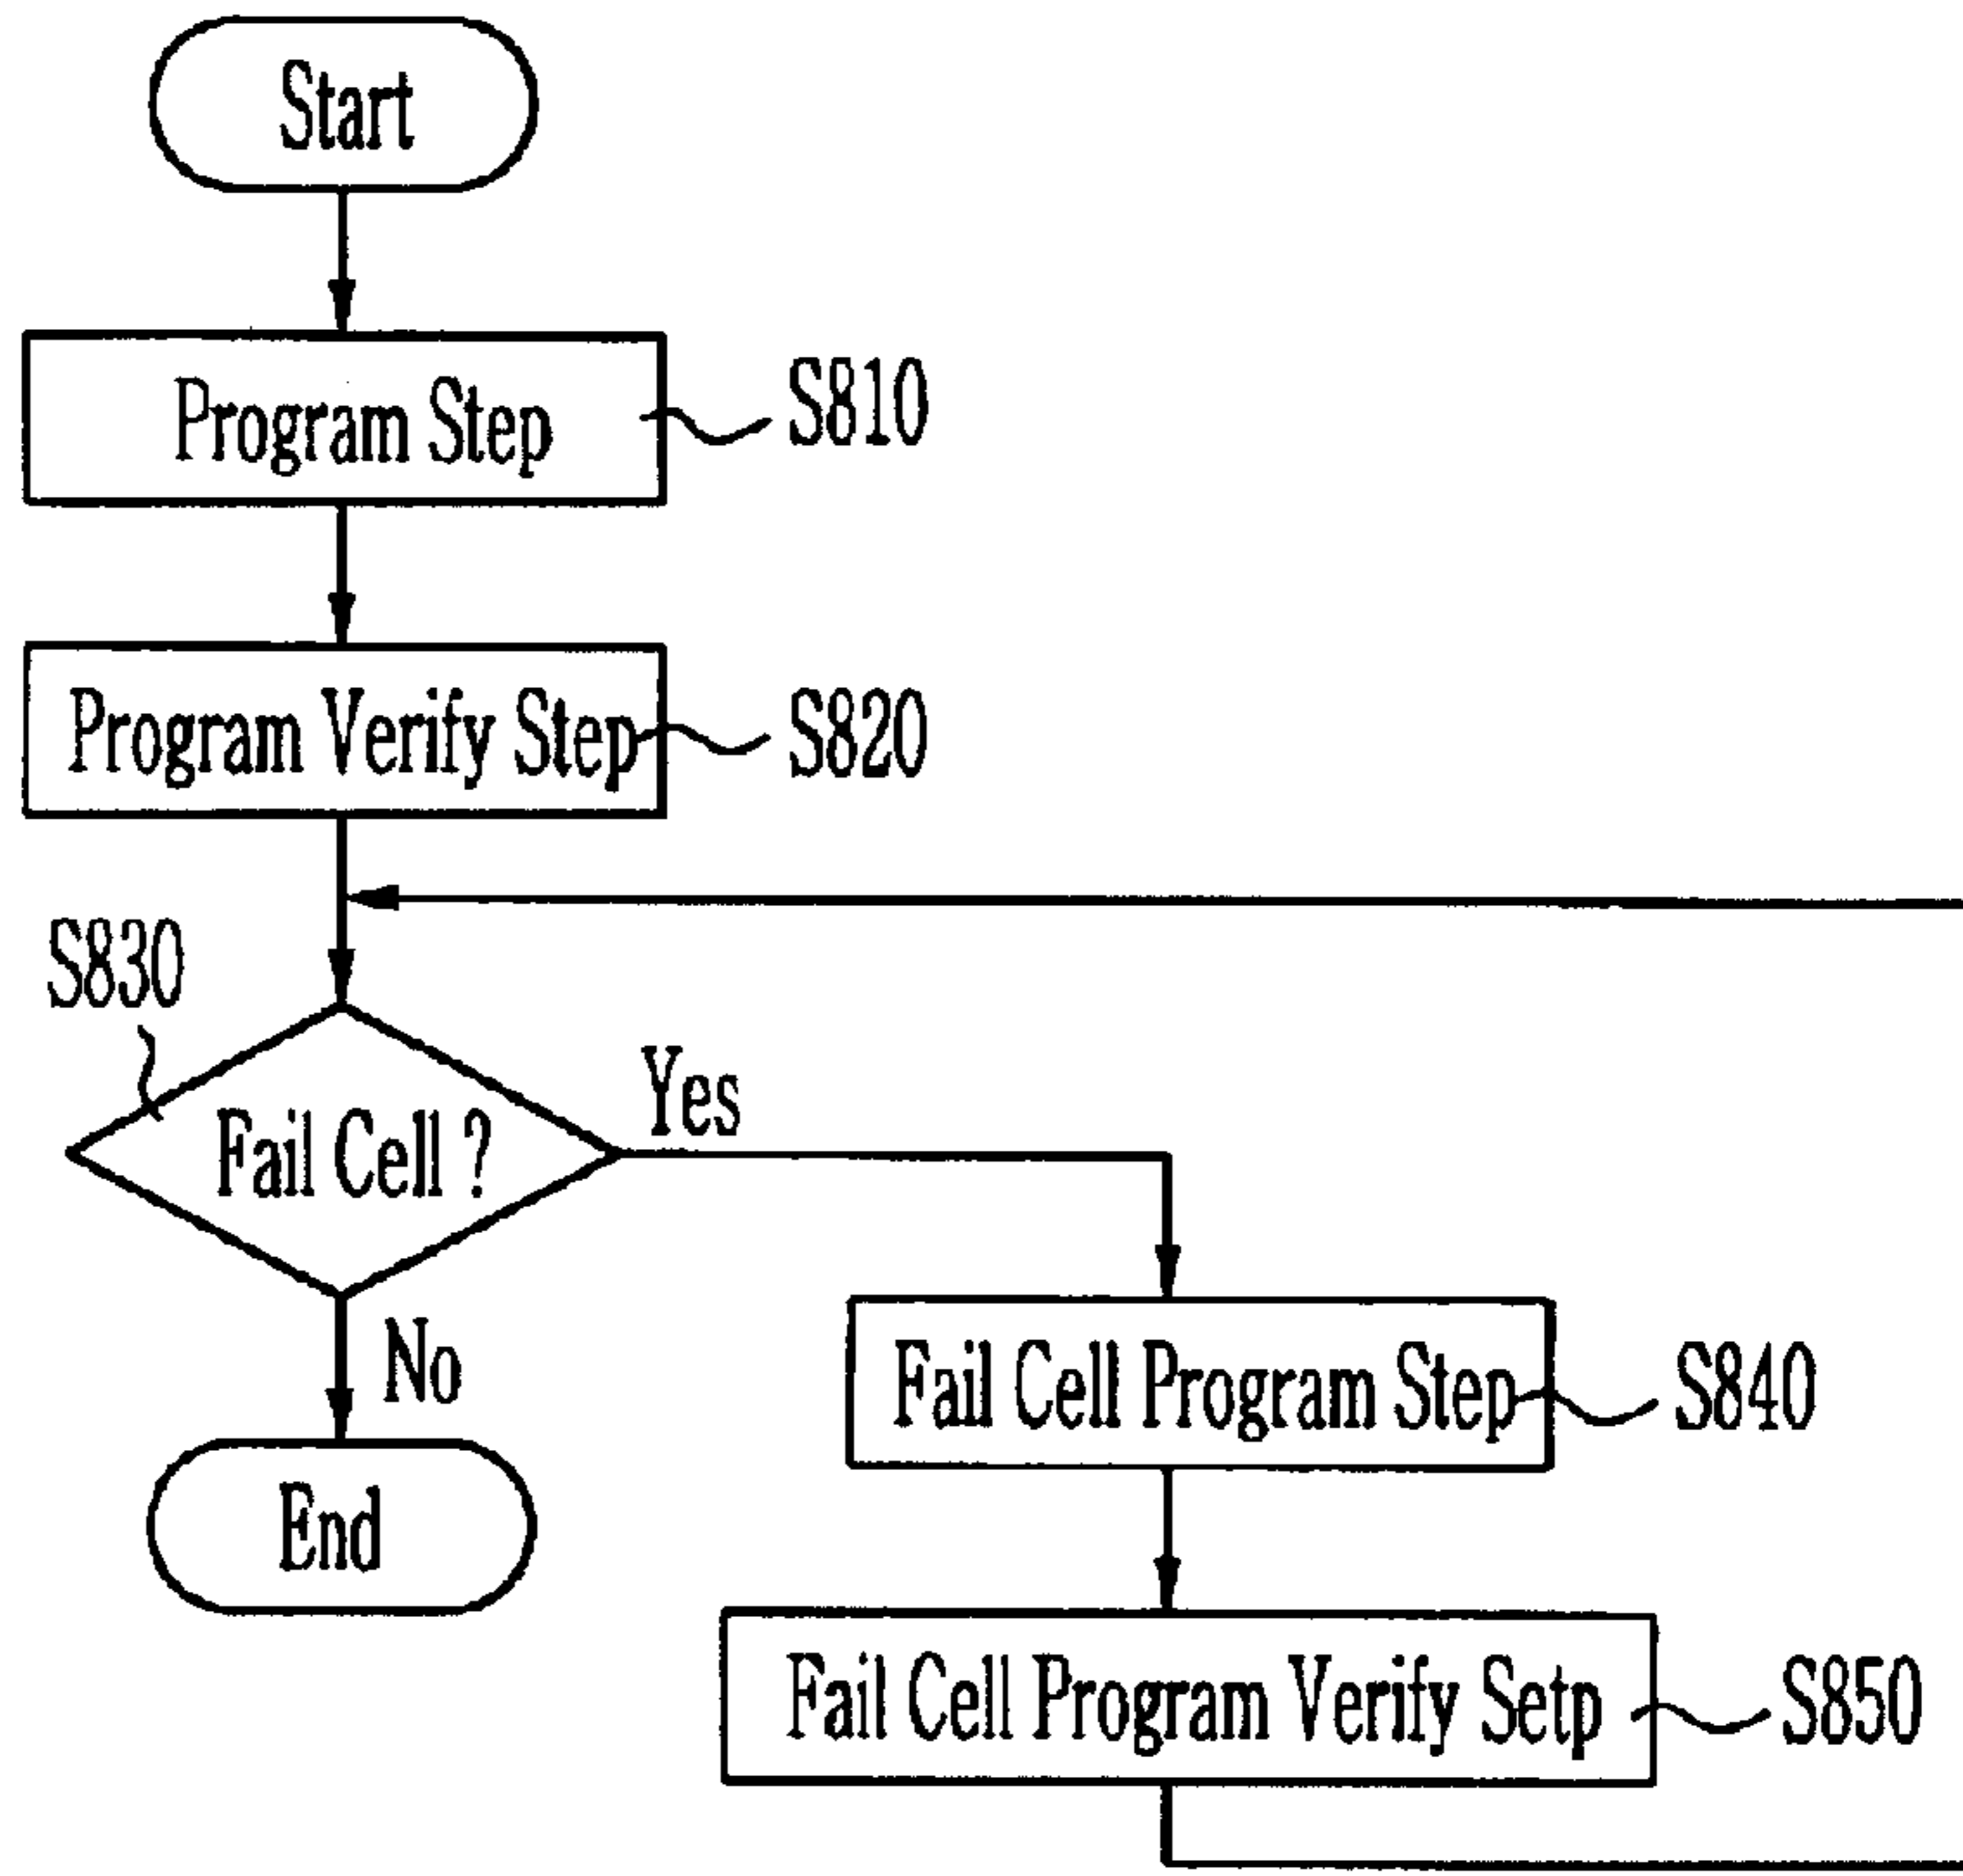 Start
Program Step
S810
Program Verify Step
S820
S830
Fail Cell ?
Yes
No
End
Fail Cell Program Step
S840
Fail Cell Program Verify Setp
S850